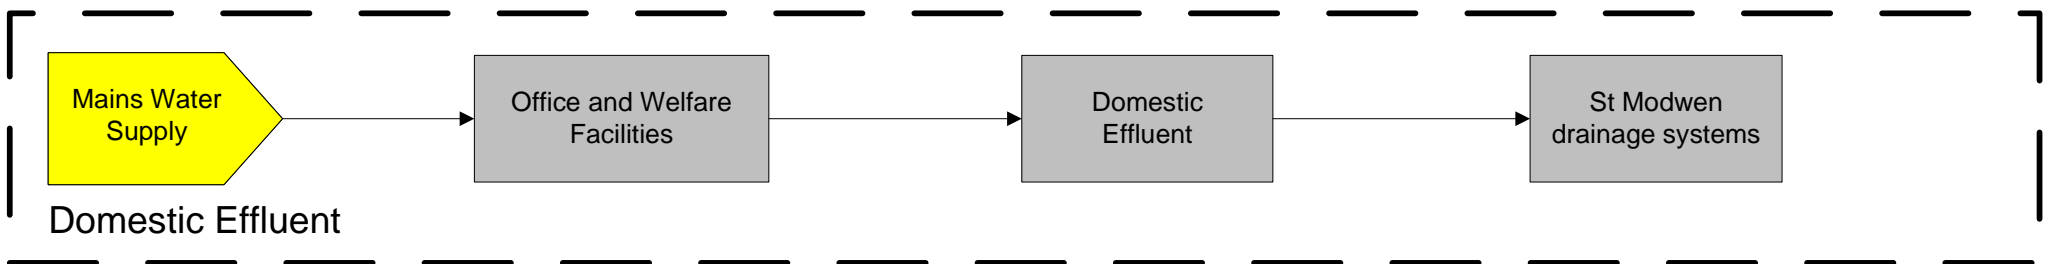 Mains Water
Supply
Office and Welfare
Facilities
Domestic
Effluent
St Modwen
drainage systems
Domestic Effluent